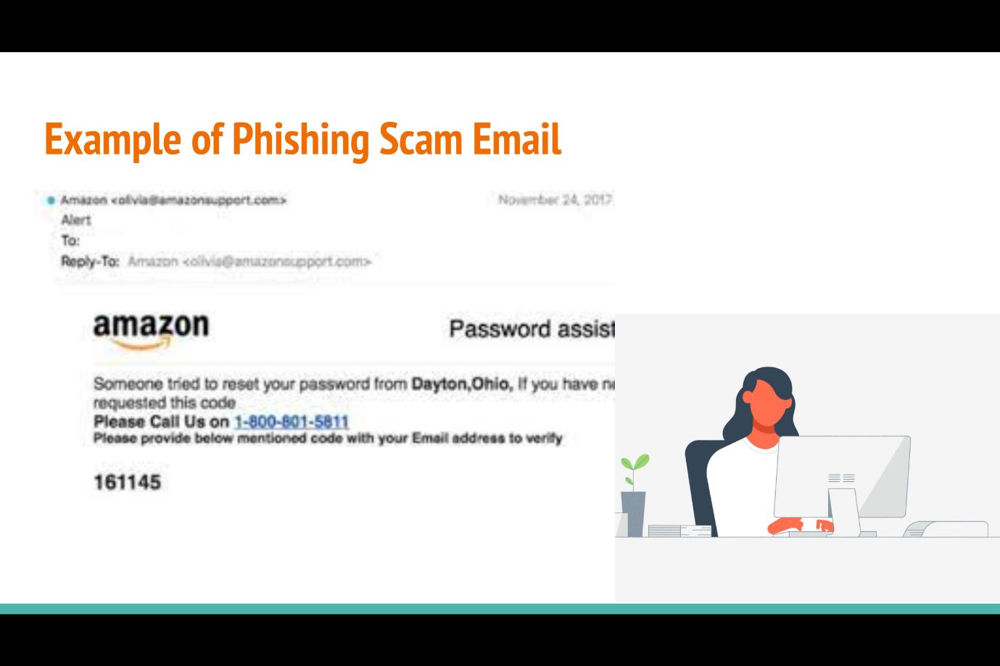 Example of Phishing Scam Email
Amazon <olivia@amazonsupport.com>
November 24, 2017
Alert
To:
Reply-To: Amazon <olivia@amazonsupport.com>
amazon
Password assist
Someone tried to reset your password from Dayton,Ohio, If you have
requested this code
Please Call Us on 1-800-801-5811
Please provide below mentioned code with your Email address to verify
161145